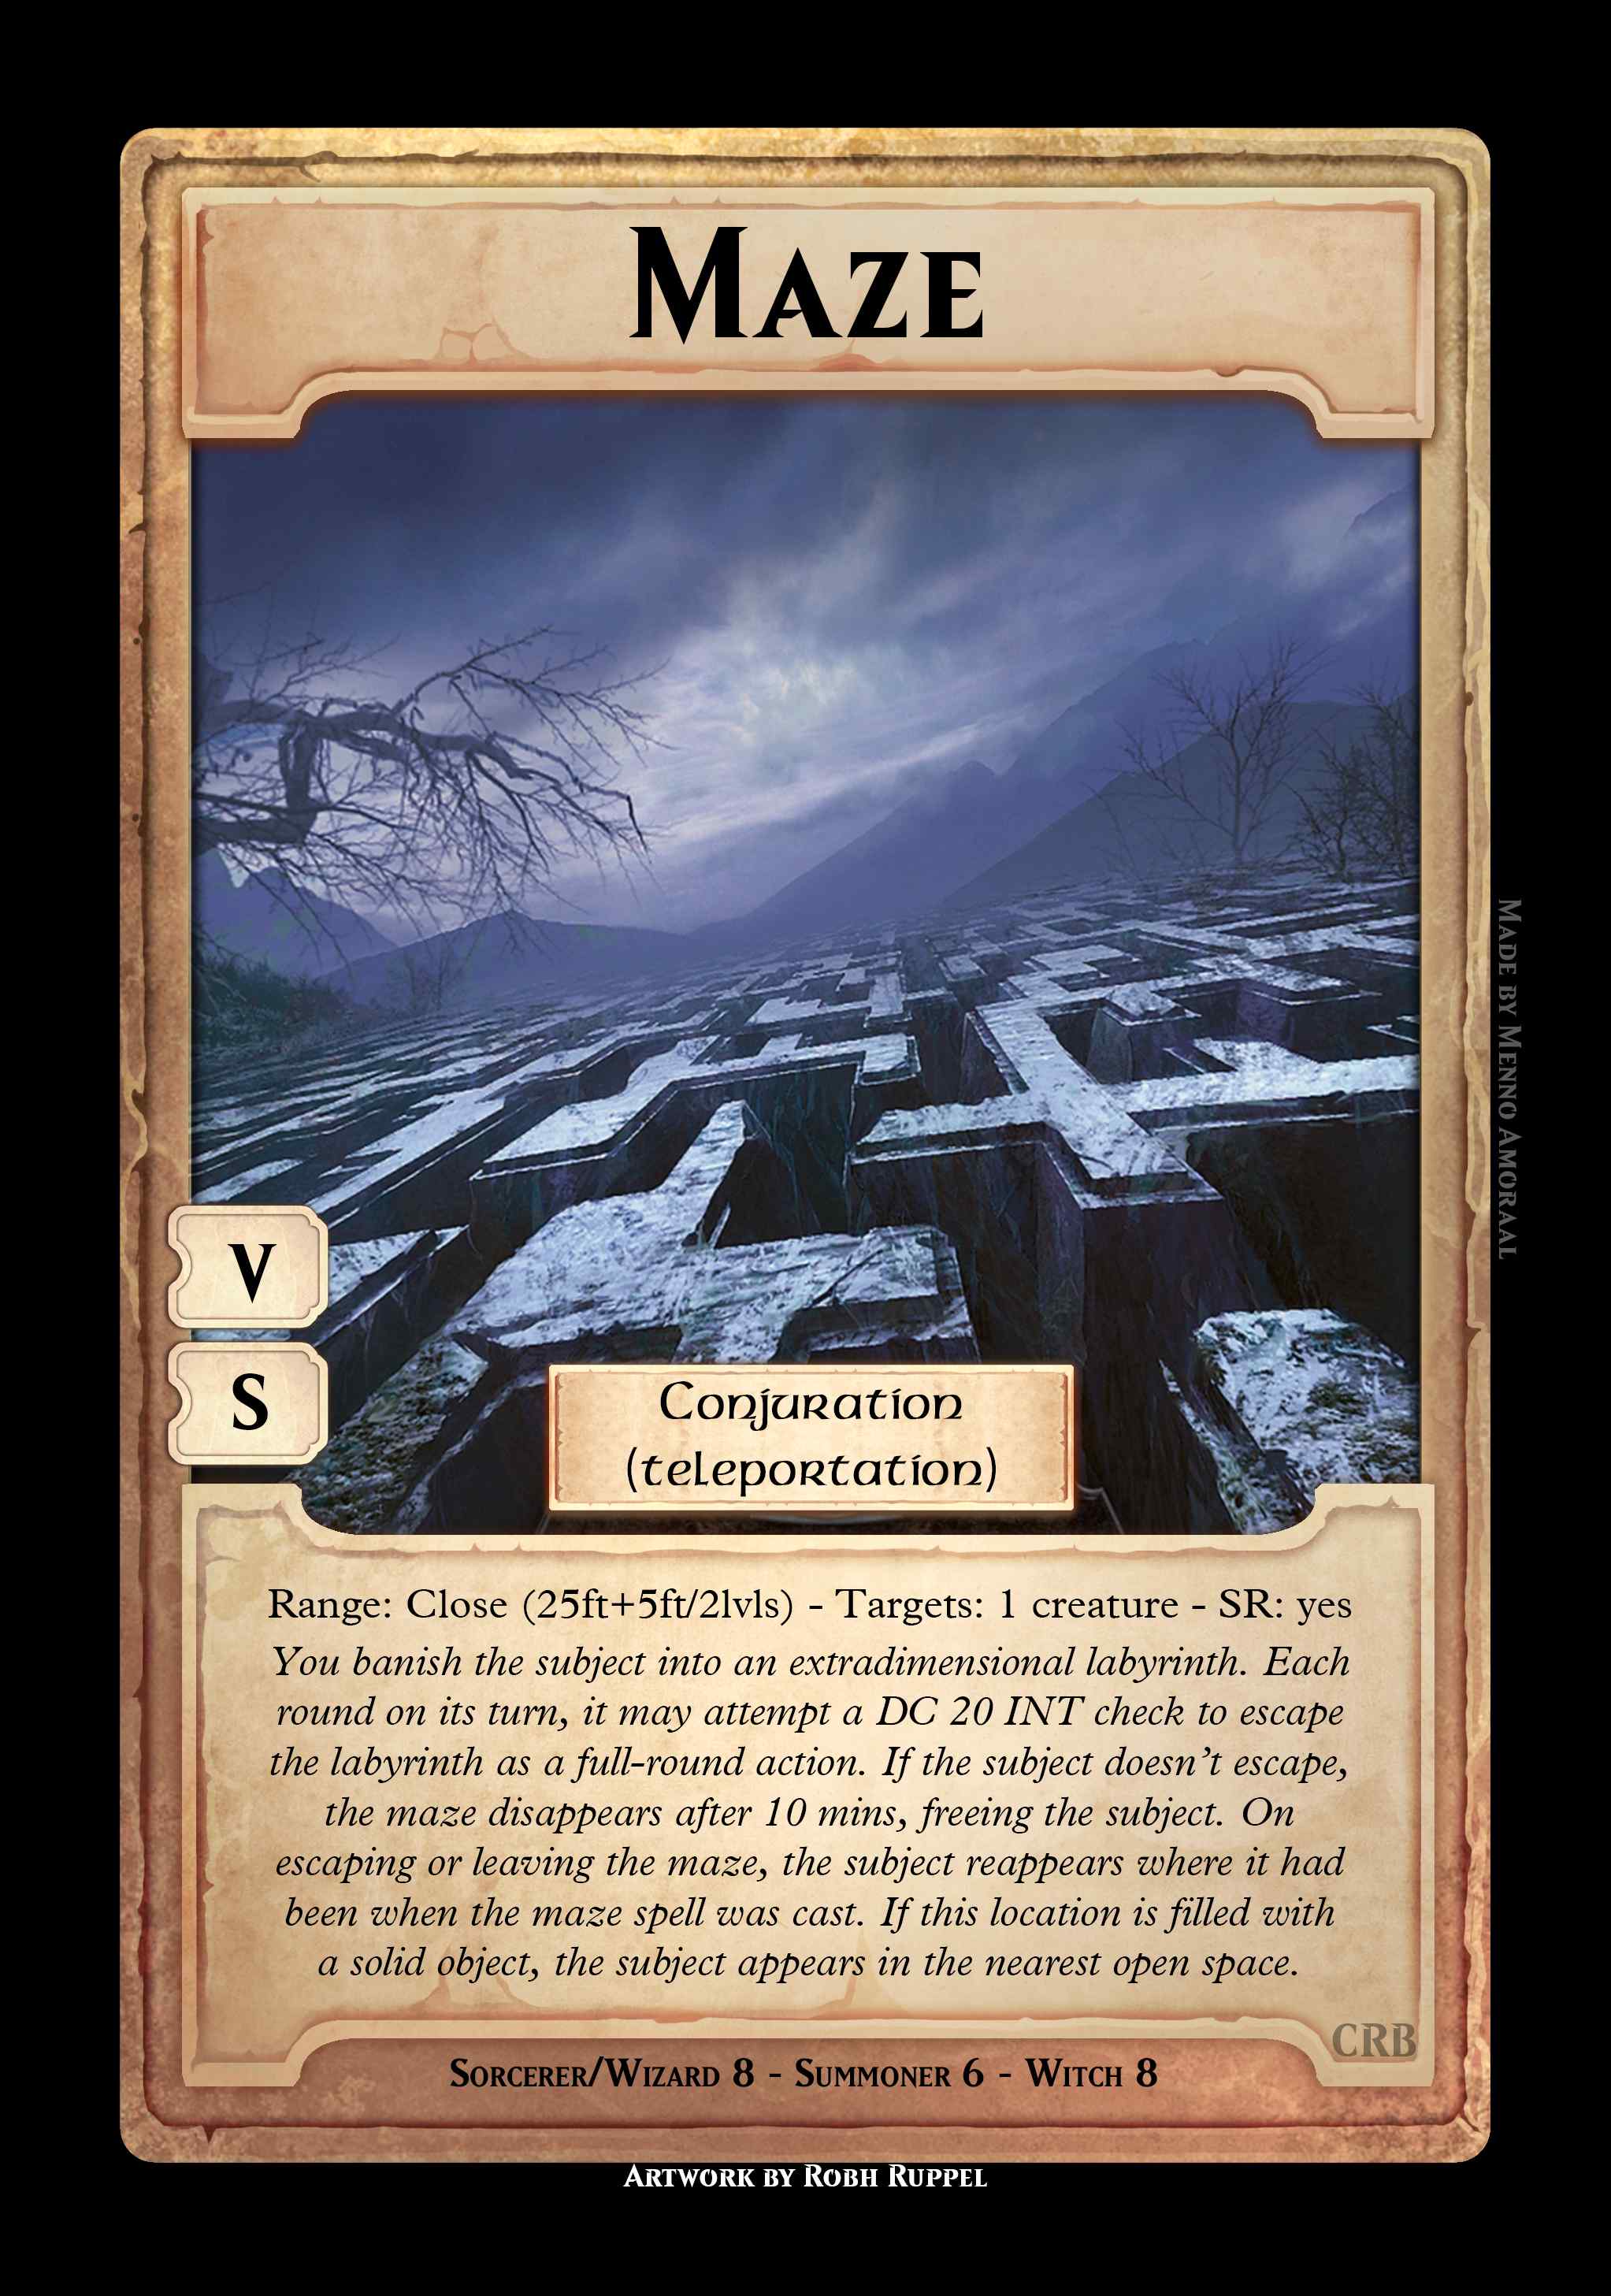 Maze
V
S
Conjuration
(teleportation)
Range: Close (25ft+5ft/2lvls) - Targets: 1 creature - SR: yes
You banish the subject into an extradimensional labyrinth. Each
round on its turn, it may attempt a DC 20 INT check to escape
the labyrinth as a full-round action. If the subject doesn't escape,
the maze disappears after 10 mins, freeing the subject. On
escaping or leaving the maze, the subject reappears where it had
been when the maze spell was cast. If this location is filled with
a solid object, the subject appears in the nearest open space.
CRB
Sorcerer/Wizard 8 - Summoner 6 - Witch 8
Artwork by Robh Ruppel
Made by Menno Amoraal